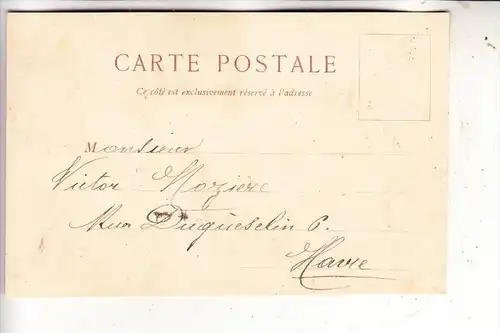 CARTE POSTALE
Ce côté est exclusivement réservé à l'adresse
Monsieur
Victor Mozière
Rue Duguesclin 6.
Havre